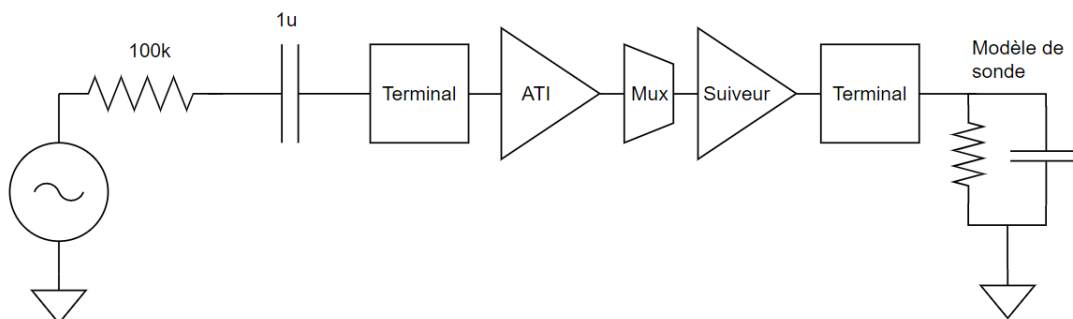 1u
100k
Modèle de
sonde
Terminal
ATI
Mux
Suiveur
Terminal